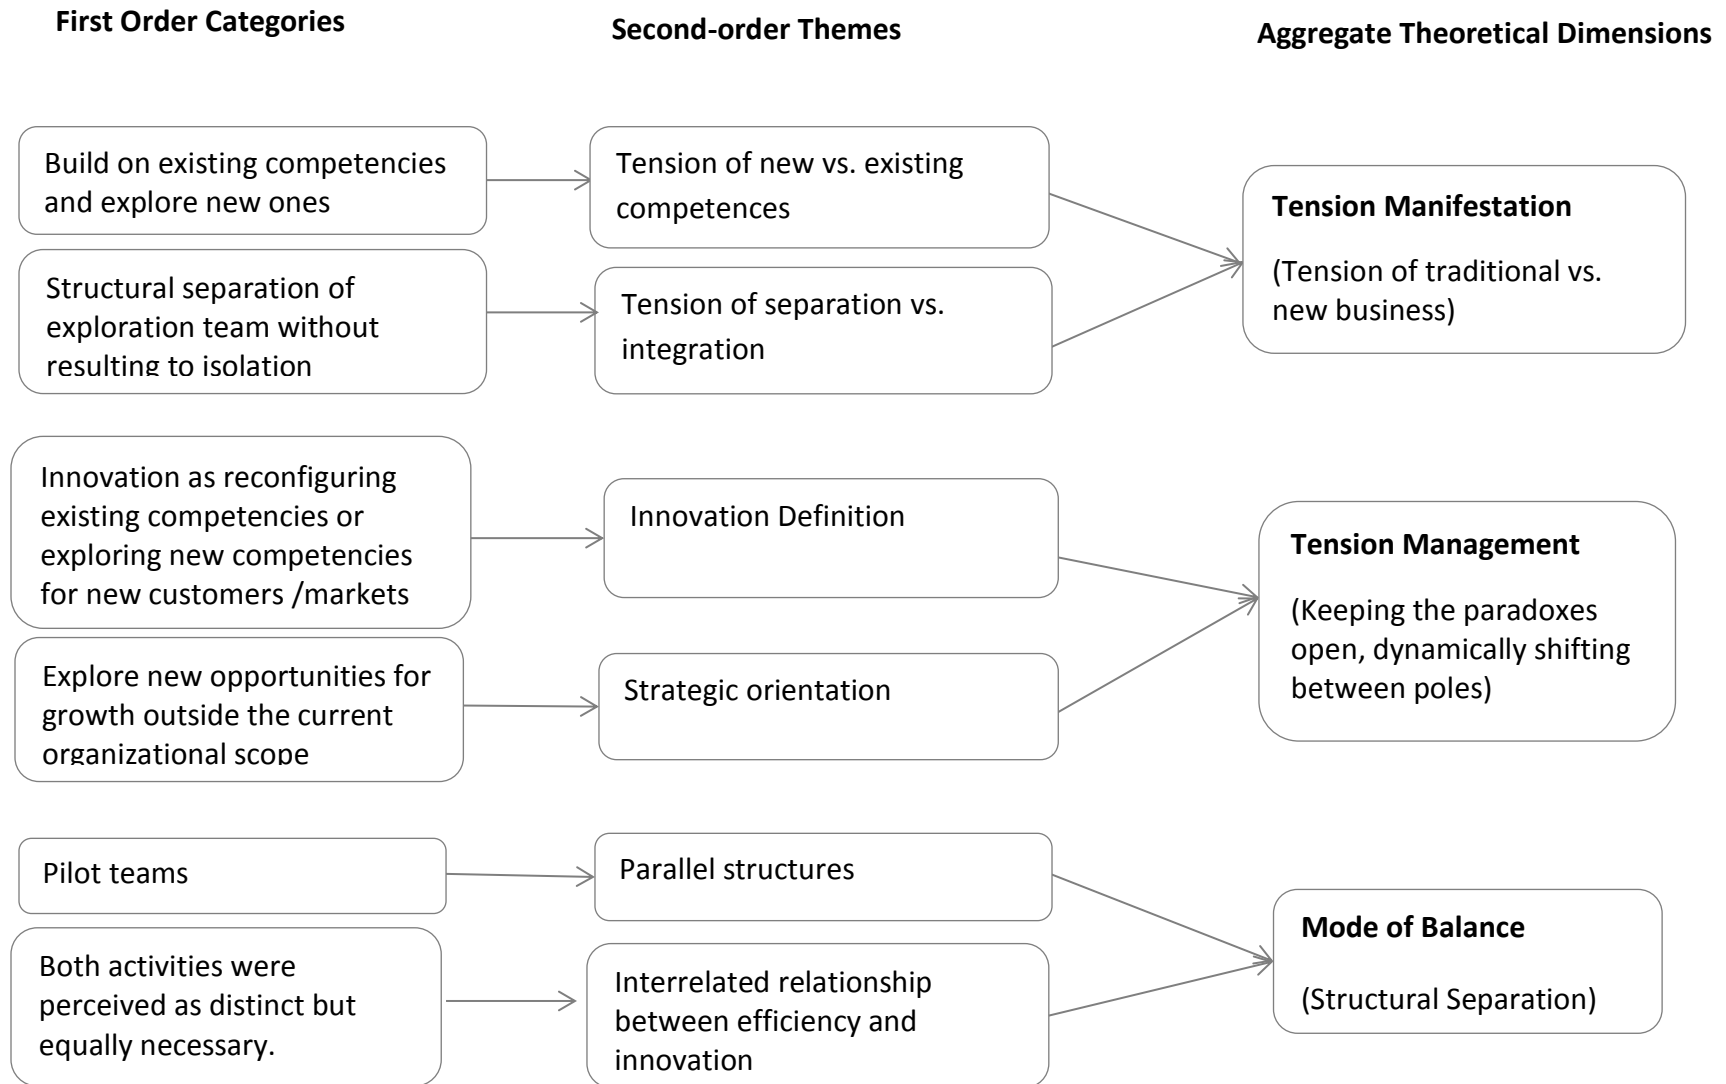 First Order Categories
Second-order Themes
Aggregate Theoretical Dimensions
Build on existing competencies
and explore new ones
Tension of new vs. existing
competences
Tension Manifestation
(Tension of traditional vs.
new business)
Structural separation of
exploration team without
resulting to isolation
Tension of separation vs.
integration
Innovation as reconfiguring
existing competencies or
exploring new competencies
for new customers /markets
Innovation Definition
Tension Management
(Keeping the paradoxes
open, dynamically shifting
between poles)
Explore new opportunities for
growth outside the current
organizational scope
Strategic orientation
Pilot teams
Parallel structures
Mode of Balance
(Structural Separation)
Both activities were
perceived as distinct but
equally necessary.
Interrelated relationship
between efficiency and
innovation